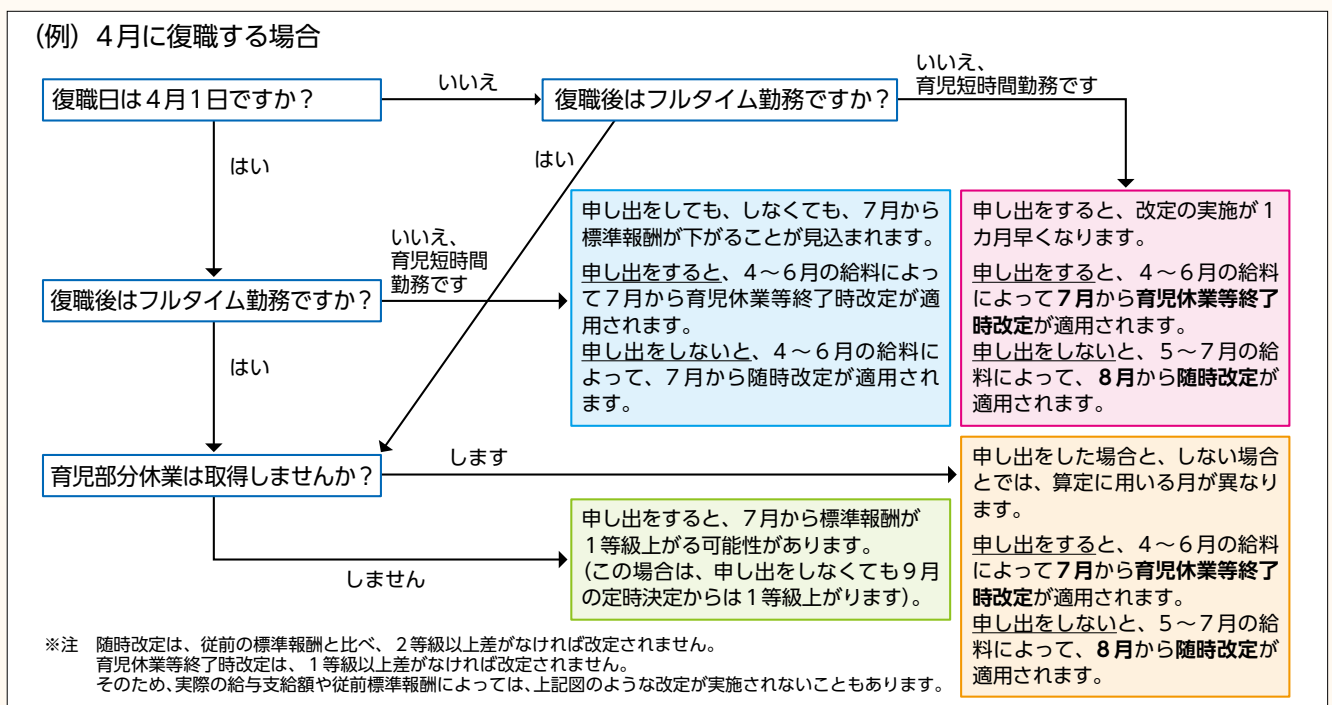 （例）４月に復職する場合
復職日は４月１日ですか？
いいえ
復職後はフルタイム勤務ですか？
いいえ、
育児短時間勤務です
はい
はい
いいえ、
育児短時間
勤務です
復職後はフルタイム勤務ですか？
はい
申し出をしても、しなくても、７月から
標準報酬が下がることが見込まれます。
申し出をすると、４～６月の給料によっ
て７月から育児休業等終了時改定が適
用されます。
申し出をしないと、４～６月の給料に
よって、７月から随時改定が適用され
ます。
申し出をすると、改定の実施が１
カ月早くなります。
申し出をすると、４～６月の給料
によって７月から育児休業等終了
時改定が適用されます。
申し出をしないと、５～７月の給
料によって、８月から随時改定が
適用されます。
育児部分休業は取得しませんか？
します
しません
申し出をすると、７月から標準報酬が
１等級上がる可能性があります。
（この場合は、申し出をしなくても９月
の定時決定からは１等級上がります）。
申し出をした場合と、しない場合
とでは、算定に用いる月が異なり
ます。
申し出をすると、４～６月の給料
によって７月から育児休業等終了
時改定が適用されます。
申し出をしないと、５～７月の給
料によって、８月から随時改定が
適用されます。
※注　随時改定は、従前の標準報酬と比べ、２等級以上差がなければ改定されません。
育児休業等終了時改定は、１等級以上差がなければ改定されません。
そのため、実際の給与支給額や従前標準報酬によっては、上記図のような改定が実施されないこともあります。